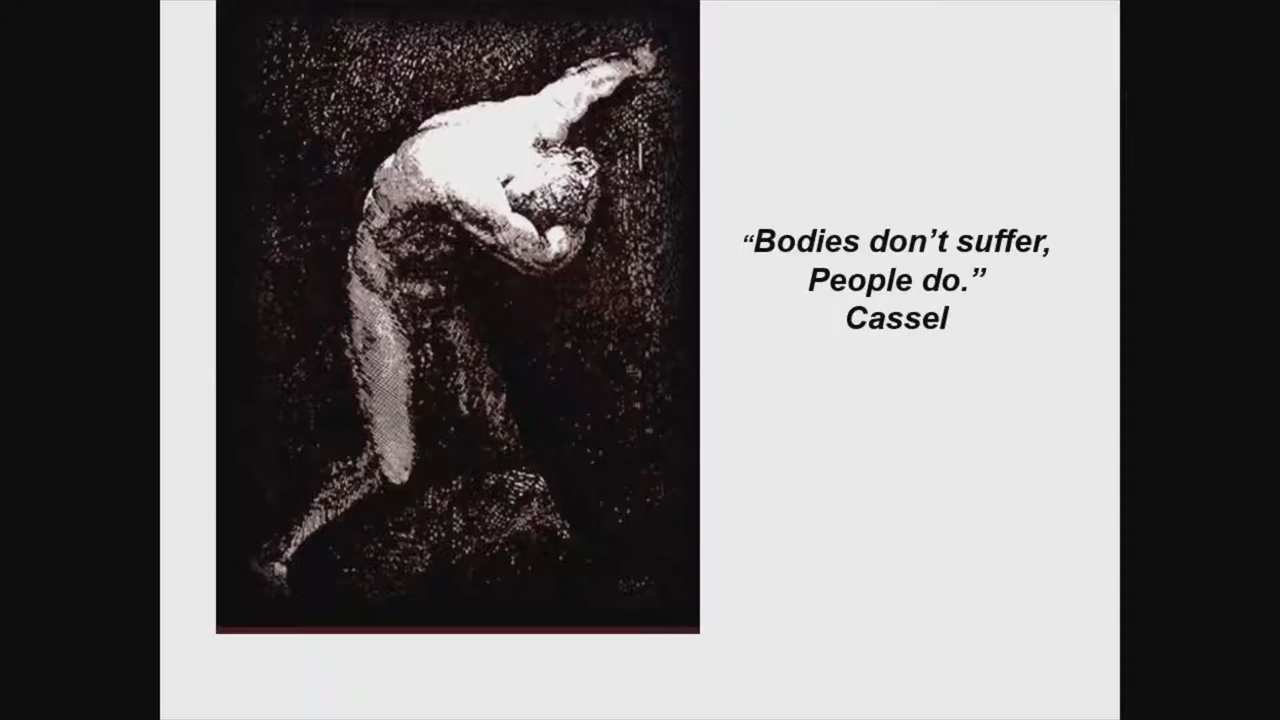 “Bodies don’t suffer,
People do.”
Cassel